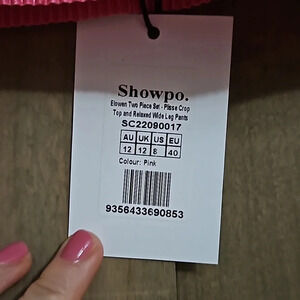 Showpo.
Elowen Two Piece Set - Plisse Crop
Top and Relaxed Wide Leg Pants
SC22090017
AU UK US EU
12 12 8 40
Colour: Pink
9356433690853